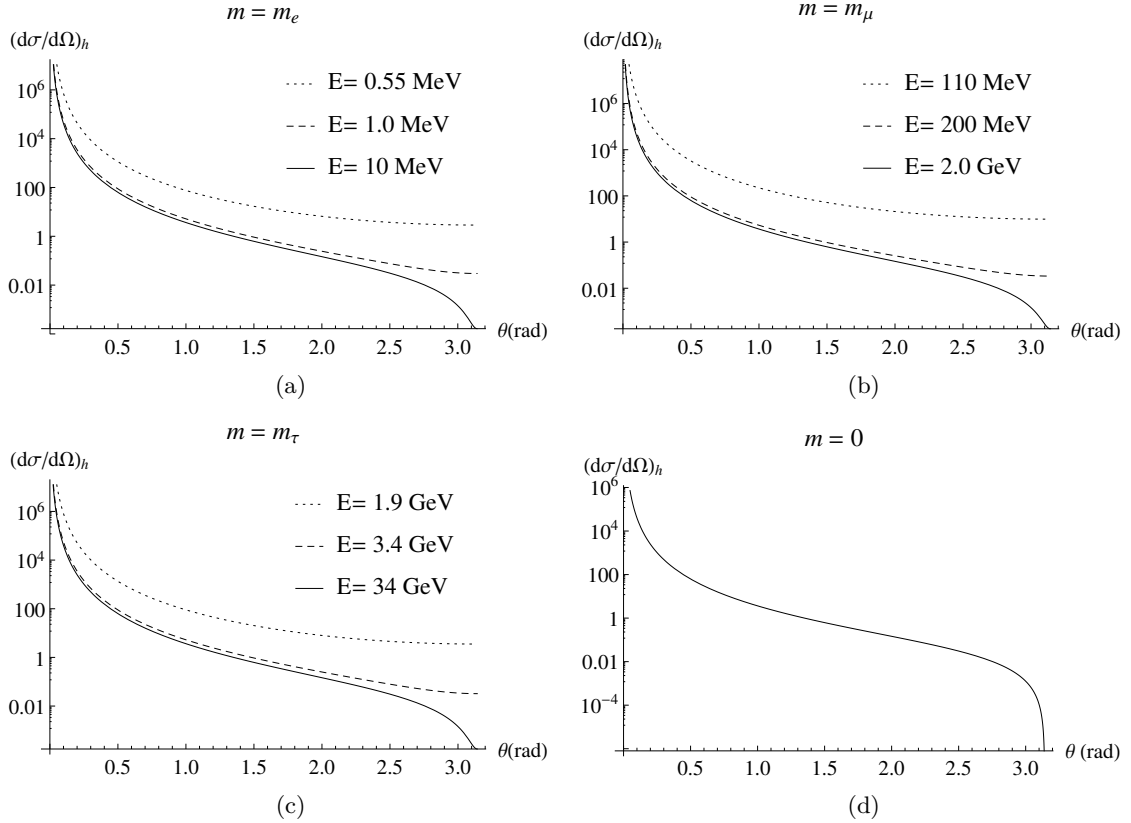 m = m_e
(dσ/dΩ)_h
E= 0.55 MeV
E= 1.0 MeV
E= 10 MeV
10^6
10^4
100
1
0.01
0.5 1.0 1.5 2.0 2.5 3.0
θ(rad)
(a)
m = m_μ
(dσ/dΩ)_h
E= 110 MeV
E= 200 MeV
E= 2.0 GeV
10^6
10^4
100
1
0.01
0.5 1.0 1.5 2.0 2.5 3.0
θ(rad)
(b)
m = m_τ
(dσ/dΩ)_h
E= 1.9 GeV
E= 3.4 GeV
E= 34 GeV
10^6
10^4
100
1
0.01
0.5 1.0 1.5 2.0 2.5 3.0
θ(rad)
(c)
m = 0
(dσ/dΩ)_h
10^6
10^4
100
1
0.01
10^−4
0.5 1.0 1.5 2.0 2.5 3.0
θ (rad)
(d)